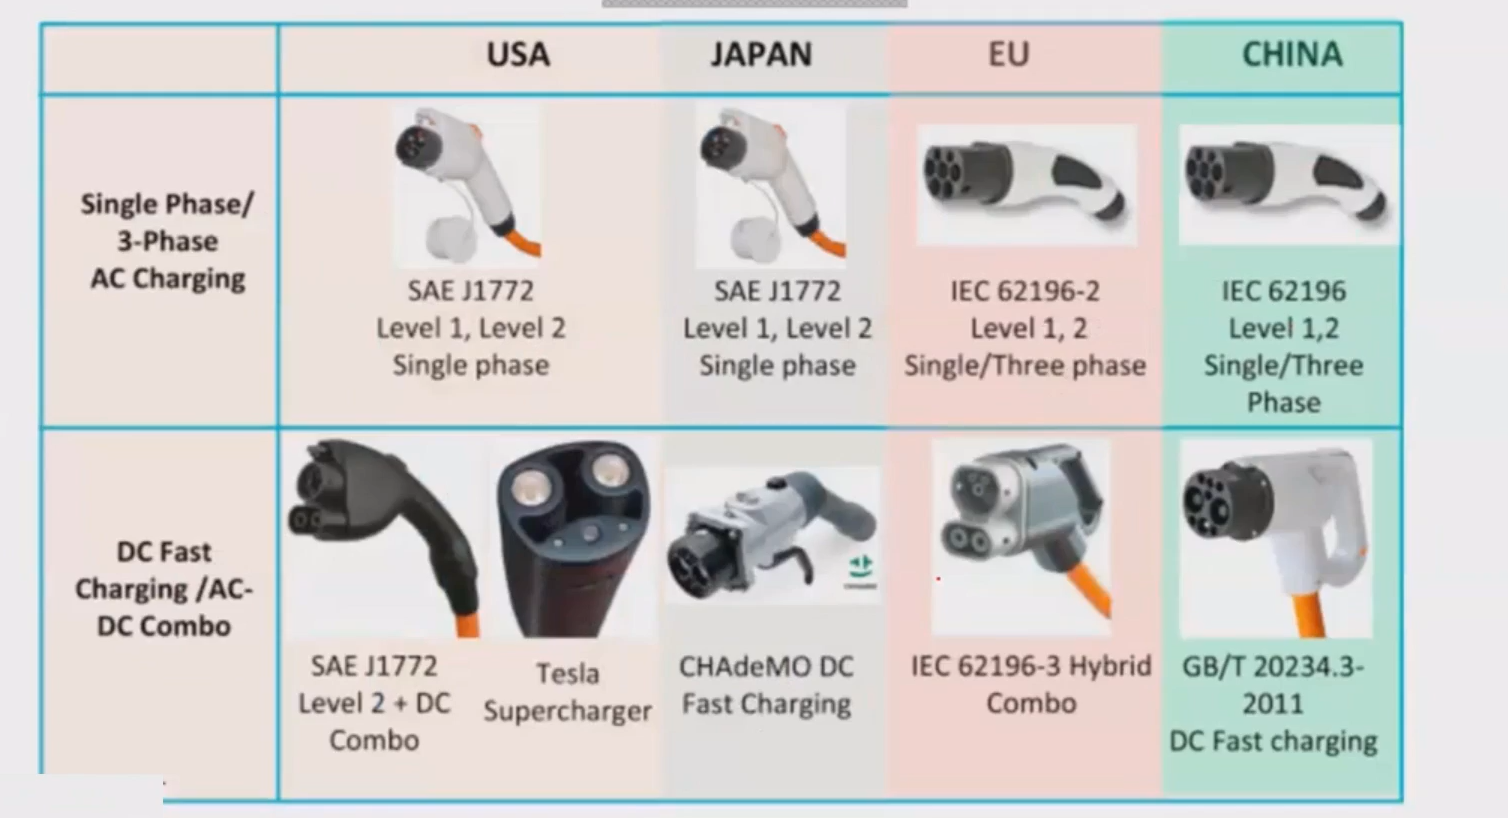 USA
JAPAN
EU
CHINA
Single Phase/
3-Phase
AC Charging
SAE J1772
Level 1, Level 2
Single phase
SAE J1772
Level 1, Level 2
Single phase
IEC 62196-2
Level 1, 2
Single/Three phase
IEC 62196
Level 1,2
Single/Three
Phase
DC Fast
Charging /AC-
DC Combo
SAE J1772
Level 2 + DC
Combo
Tesla
Supercharger
CHAdeMO DC
Fast Charging
IEC 62196-3 Hybrid
Combo
GB/T 20234.3-
2011
DC Fast charging